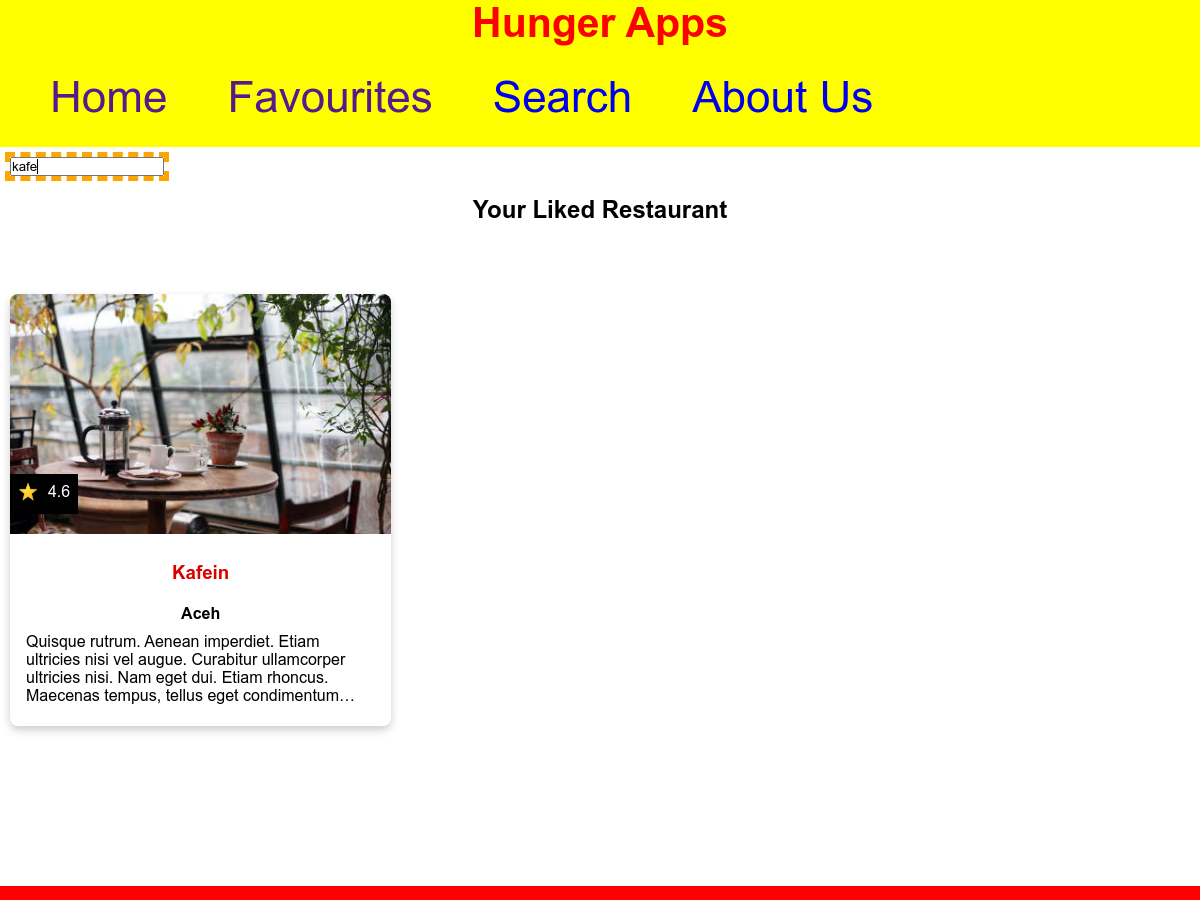 Hunger Apps
Home Favourites Search About Us
kafe
Your Liked Restaurant
4.6
Kafein
Aceh
Quisque rutrum. Aenean imperdiet. Etiam
ultricies nisi vel augue. Curabitur ullamcorper
ultricies nisi. Nam eget dui. Etiam rhoncus.
Maecenas tempus, tellus eget condimentum…